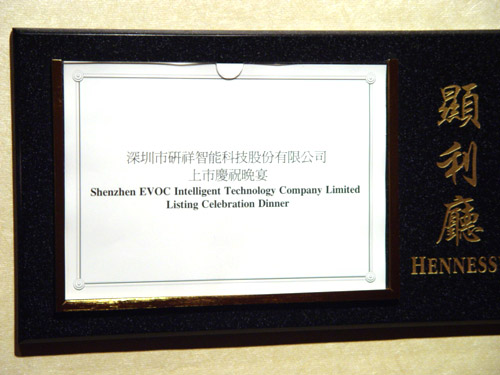 深圳市研祥智能科技股份有限公司
上市慶祝晚宴
Shenzhen EVOC Intelligent Technology Company Limited
Listing Celebration Dinner
顯利廳
HENNESSY